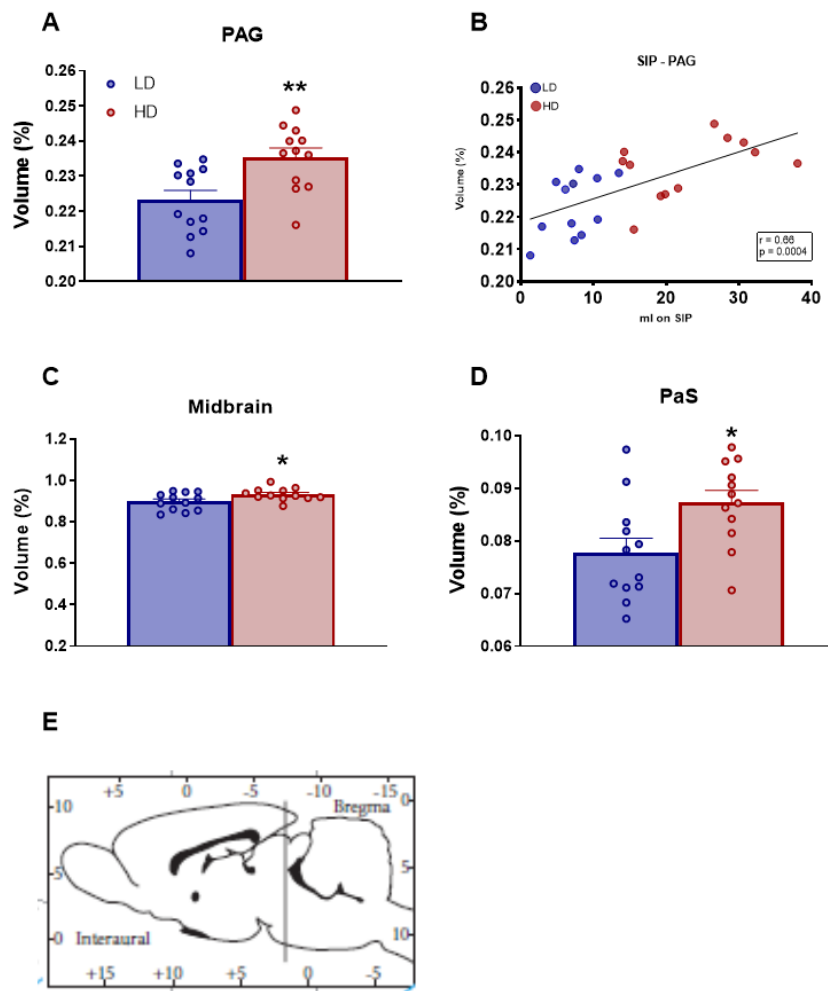 A
PAG
LD
HD
**
Volume (%)
0.26
0.25
0.24
0.23
0.22
0.21
0.20
B
SIP - PAG
LD
HD
Volume (%)
0.26
0.25
0.24
0.23
0.22
0.21
0.20
r = 0.66
p = 0.0004
0 10 20 30 40
ml on SIP
C
Midbrain
*
Volume (%)
1.2
1.0
0.8
0.6
0.4
0.2
D
PaS
*
Volume (%)
0.10
0.09
0.08
0.07
0.06
E
+5 0 -5 -10 -15
Bregma
10
5
0
0
5
10
Interaural
+15 +10 +5 0 -5